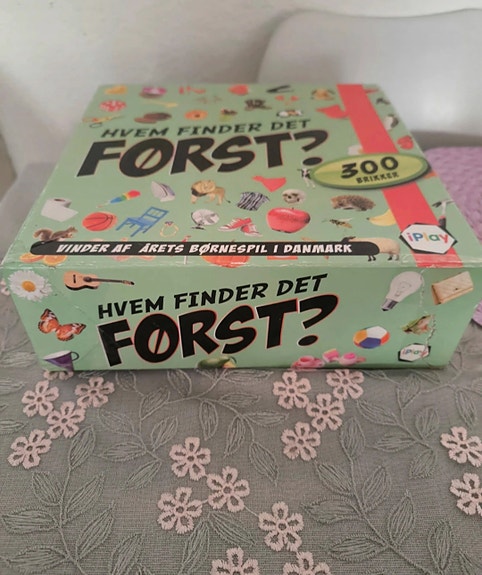 HVEM FINDER DET
FØRST?
300
BRIKKER
VINDER AF ÅRETS BØRNESPIL I DANMARK
iPlay
HVEM FINDER DET
FØRST?
iPlay